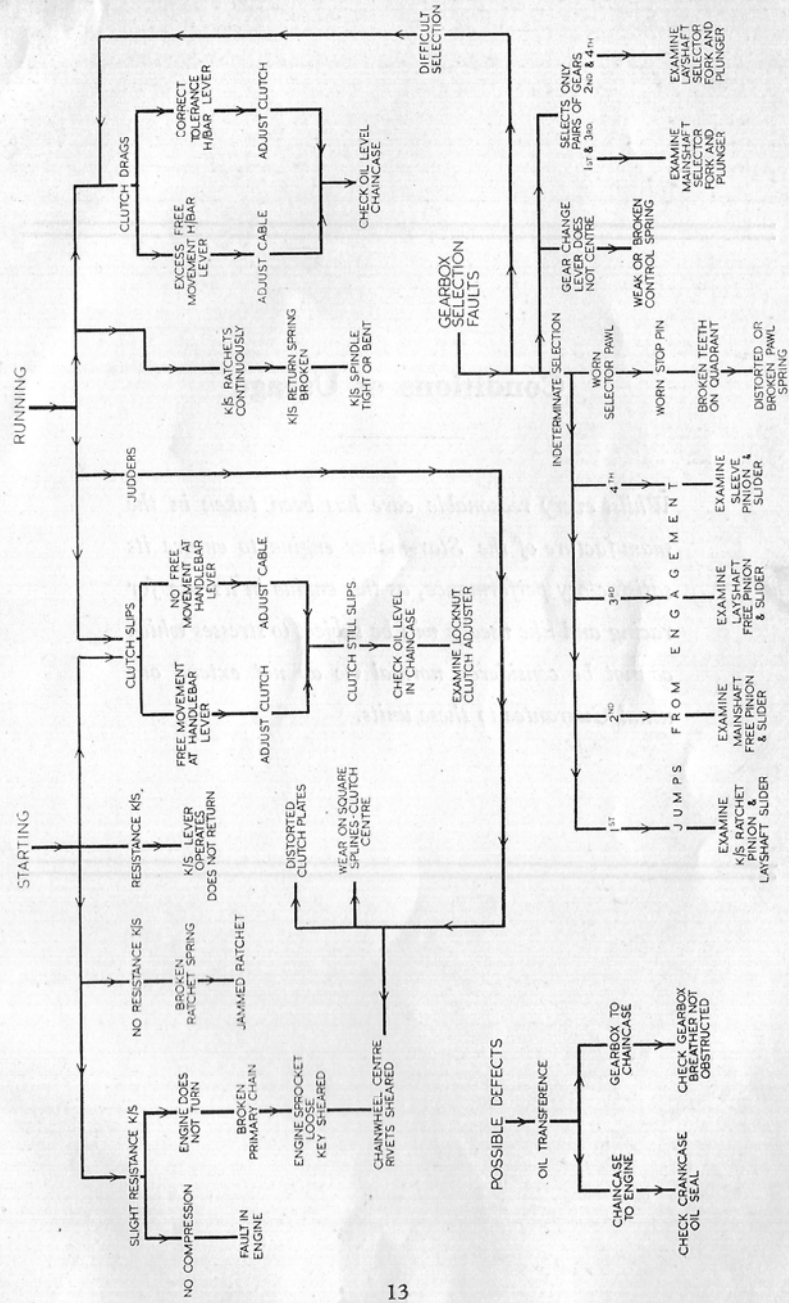 STARTING
SLIGHT RESISTANCE K/S
NO COMPRESSION
FAULT IN
ENGINE
ENGINE DOES
NOT TURN
BROKEN
PRIMARY CHAIN
ENGINE SPROCKET
LOOSE
KEY SHEARED
CHAINWHEEL CENTRE
RIVETS SHEARED
NO RESISTANCE K/S
BROKEN
RATCHET SPRING
JAMMED RATCHET
RESISTANCE K/S,
K/S LEVER
OPERATES
DOES NOT RETURN
DISTORTED
CLUTCH PLATES
WEAR ON SQUARE
SPLINES-CLUTCH
CENTRE
RUNNING
CLUTCH SLIPS
FREE MOVEMENT
AT HANDLEBAR
LEVER
ADJUST CLUTCH
NO FREE
MOVEMENT AT
HANDLEBAR
LEVER
ADJUST CABLE
CLUTCH STILL SLIPS
CHECK OIL LEVEL
IN CHAINCASE
EXAMINE LOCKNUT
CLUTCH ADJUSTER
JUDDERS
K/S RATCHETS
CONTINUOUSLY
K/S RETURN SPRING
BROKEN
K/S SPINDLE
TIGHT OR BENT
CLUTCH DRAGS
EXCESS FREE
MOVEMENT H/BAR
LEVER
ADJUST CABLE
CORRECT
TOLERANCE
H/BAR LEVER
ADJUST CLUTCH
CHECK OIL LEVEL
CHAINCASE
DIFFICULT
SELECTION
POSSIBLE DEFECTS
OIL TRANSFERENCE
CHAINCASE
TO ENGINE
CHECK CRANKCASE
OIL SEAL
GEARBOX TO
CHAINCASE
CHECK GEARBOX
BREATHER NOT
OBSTRUCTED
GEARBOX
SELECTION
FAULTS
INDETERMINATE SELECTION
1ST 2ND 3RD 4TH
JUMPS FROM ENGAGEMENT
EXAMINE
K/S RATCHET
PINION &
LAYSHAFT SLIDER
EXAMINE
MAINSHAFT
FREE PINION
& SLIDER
EXAMINE
LAYSHAFT
FREE PINION
& SLIDER
EXAMINE
SLEEVE
PINION &
SLIDER
WORN
SELECTOR PAWL
WORN STOP PIN
BROKEN TEETH
ON QUADRANT
DISTORTED OR
BROKEN PAWL
SPRING
GEAR CHANGE
LEVER DOES
NOT CENTRE
WEAK OR BROKEN
CONTROL SPRING
SELECTS ONLY
PAIRS OF GEARS
1ST & 3RD. 2ND & 4TH
EXAMINE
MAINSHAFT
SELECTOR
FORK AND
PLUNGER
EXAMINE
LAYSHAFT
SELECTOR
FORK AND
PLUNGER
13